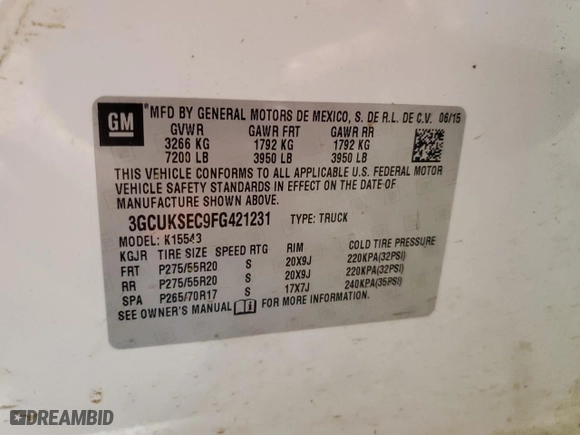 GM
®MFD BY GENERAL MOTORS DE MEXICO, S. DE R.L. DE C.V. 06/15
GVWR GAWR FRT GAWR RR
3266 KG 1792 KG 1792 KG
7200 LB 3950 LB 3950 LB
THIS VEHICLE CONFORMS TO ALL APPLICABLE U.S. FEDERAL MOTOR
VEHICLE SAFETY STANDARDS IN EFFECT ON THE DATE OF
MANUFACTURE SHOWN ABOVE.
3GCUKSEC9FG421231 TYPE: TRUCK
MODEL: K15543
KGJR TIRE SIZE SPEED RTG RIM COLD TIRE PRESSURE
FRT P275/55R20 S 20X9J 220KPA(32PSI)
RR P275/55R20 S 20X9J 220KPA(32PSI)
SPA P265/70R17 S 17X7J 240KPA(35PSI)
SEE OWNER'S MANUAL FOR MORE INFORMATION.
DREAMBID